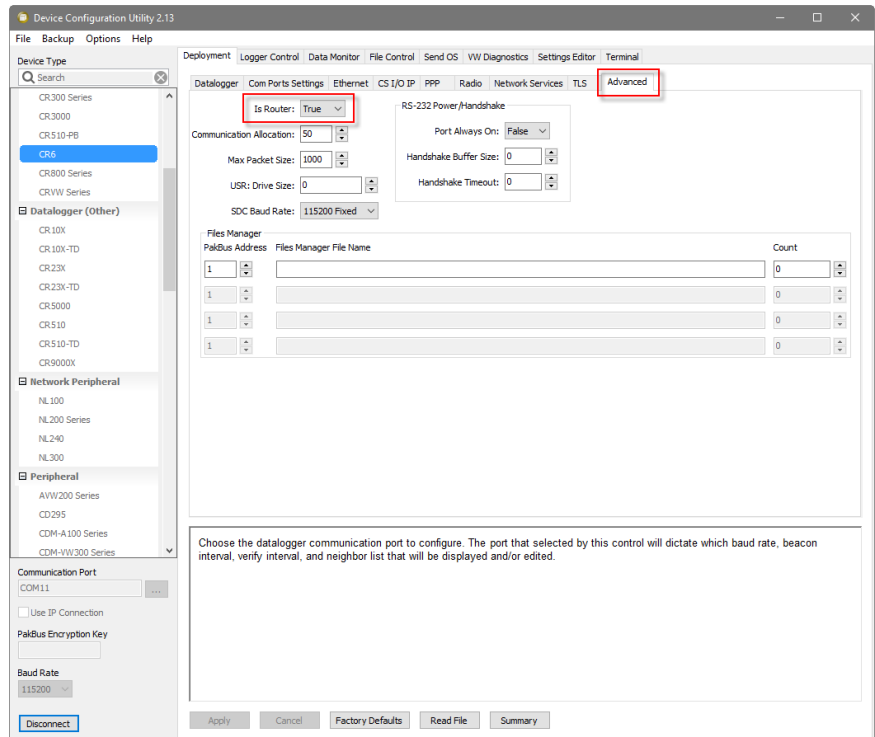 Device Configuration Utility 2.13
File Backup Options Help
Device Type
Search
CR300 Series
CR3000
CR510-PB
CR6
CR800 Series
CRVW Series
Datalogger (Other)
CR10X
CR10X-TD
CR23X
CR23X-TD
CR5000
CR510
CR510-TD
CR9000X
Network Peripheral
NL100
NL200 Series
NL240
NL300
Peripheral
AVW200 Series
CD295
CDM-A100 Series
CDM-VW300 Series
Communication Port
COM11
...
Use IP Connection
PakBus Encryption Key
Baud Rate
115200
Disconnect
Deployment Logger Control Data Monitor File Control Send OS VW Diagnostics Settings Editor Terminal
Datalogger Com Ports Settings Ethernet CS I/O IP PPP Radio Network Services TLS Advanced
Is Router: True
Communication Allocation: 50
Max Packet Size: 1000
USR: Drive Size: 0
SDC Baud Rate: 115200 Fixed
RS-232 Power/Handshake
Port Always On: False
Handshake Buffer Size: 0
Handshake Timeout: 0
Files Manager
PakBus Address Files Manager File Name Count
1 0
1 0
1 0
1 0
Choose the datalogger communication port to configure. The port that selected by this control will dictate which baud rate, beacon
interval, verify interval, and neighbor list that will be displayed and/or edited.
Apply Cancel Factory Defaults Read File Summary